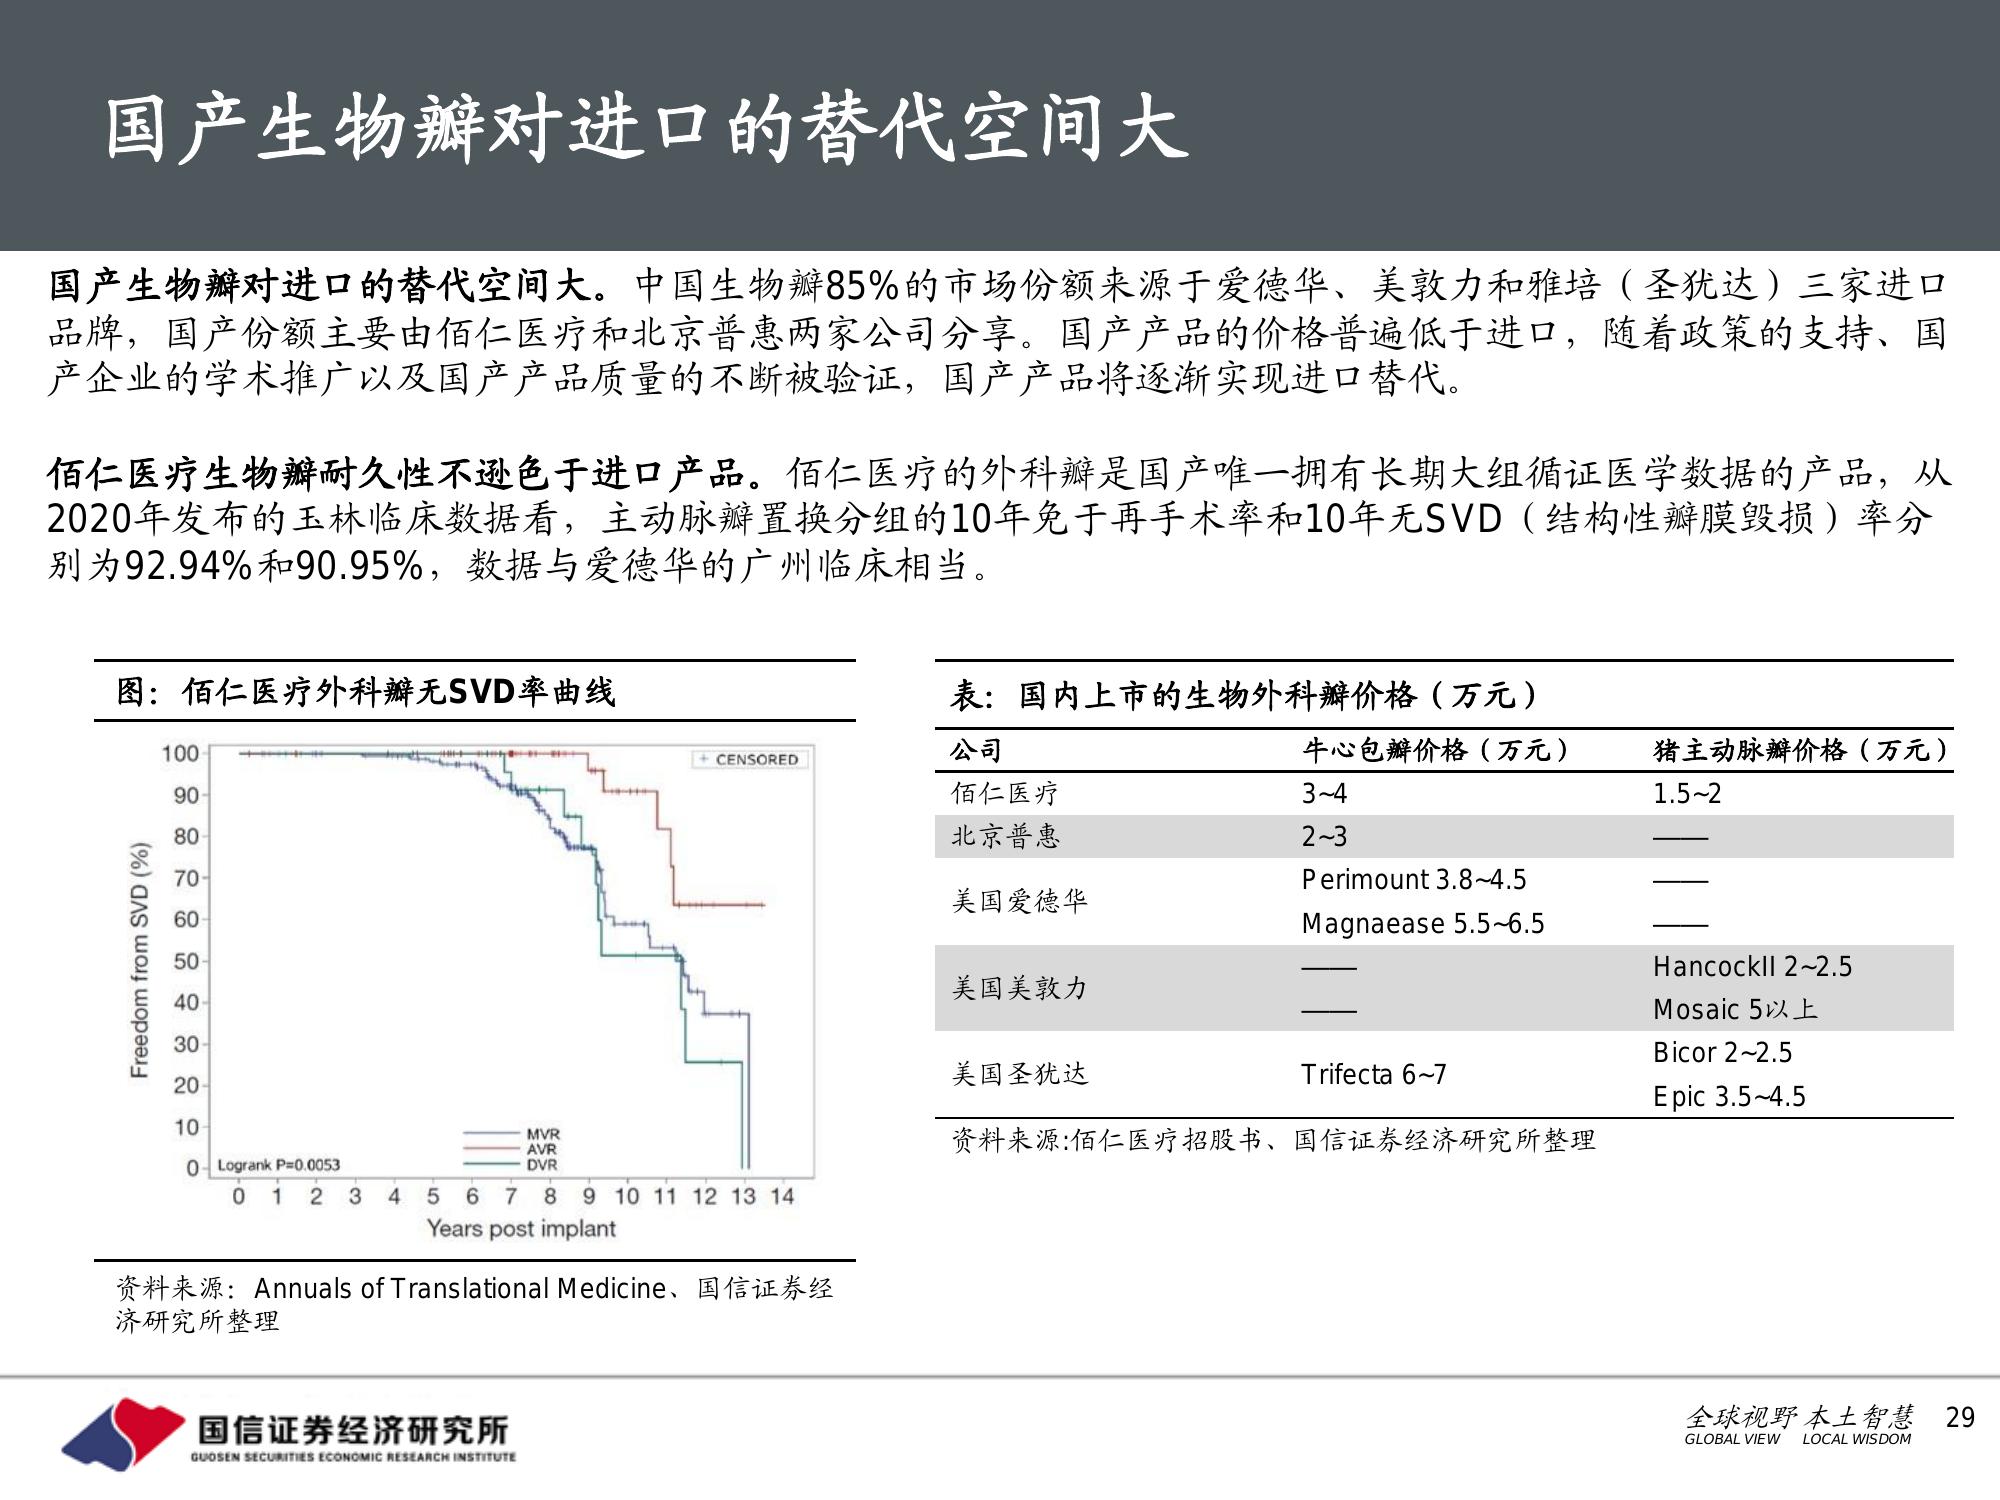 国产生物瓣对进口的替代空间大
国产生物瓣对进口的替代空间大。中国生物瓣85%的市场份额来源于爱德华、美敦力和雅培（圣犹达）三家进口
品牌，国产份额主要由佰仁医疗和北京普惠两家公司分享。国产产品的价格普遍低于进口，随着政策的支持、国
产企业的学术推广以及国产产品质量的不断被验证，国产产品将逐渐实现进口替代。
佰仁医疗生物瓣耐久性不逊色于进口产品。佰仁医疗的外科瓣是国产唯一拥有长期大组循证医学数据的产品，从
2020年发布的玉林临床数据看，主动脉瓣置换分组的10年免于再手术率和10年无SVD（结构性瓣膜毁损）率分
别为92.94%和90.95%，数据与爱德华的广州临床相当。
图：佰仁医疗外科瓣无SVD率曲线
CENSORED
Freedom from SVD (%)
100
90
80
70
60
50
40
30
20
10
0
MVR
AVR
DVR
Logrank P=0.0053
0 1 2 3 4 5 6 7 8 9 10 11 12 13 14
Years post implant
资料来源：Annuals of Translational Medicine、国信证券经
济研究所整理
表：国内上市的生物外科瓣价格（万元）
公司 牛心包瓣价格（万元） 猪主动脉瓣价格（万元）
佰仁医疗 3~4 1.5~2
北京普惠 2~3 ——
美国爱德华 Perimount 3.8~4.5 ——
Magnaease 5.5~6.5 ——
美国美敦力 —— HancockII 2~2.5
—— Mosaic 5以上
美国圣犹达 Trifecta 6~7 Bicor 2~2.5
Epic 3.5~4.5
资料来源:佰仁医疗招股书、国信证券经济研究所整理
国信证券经济研究所
GUOSEN SECURITIES ECONOMIC RESEARCH INSTITUTE
全球视野 本土智慧
GLOBAL VIEW LOCAL WISDOM
29